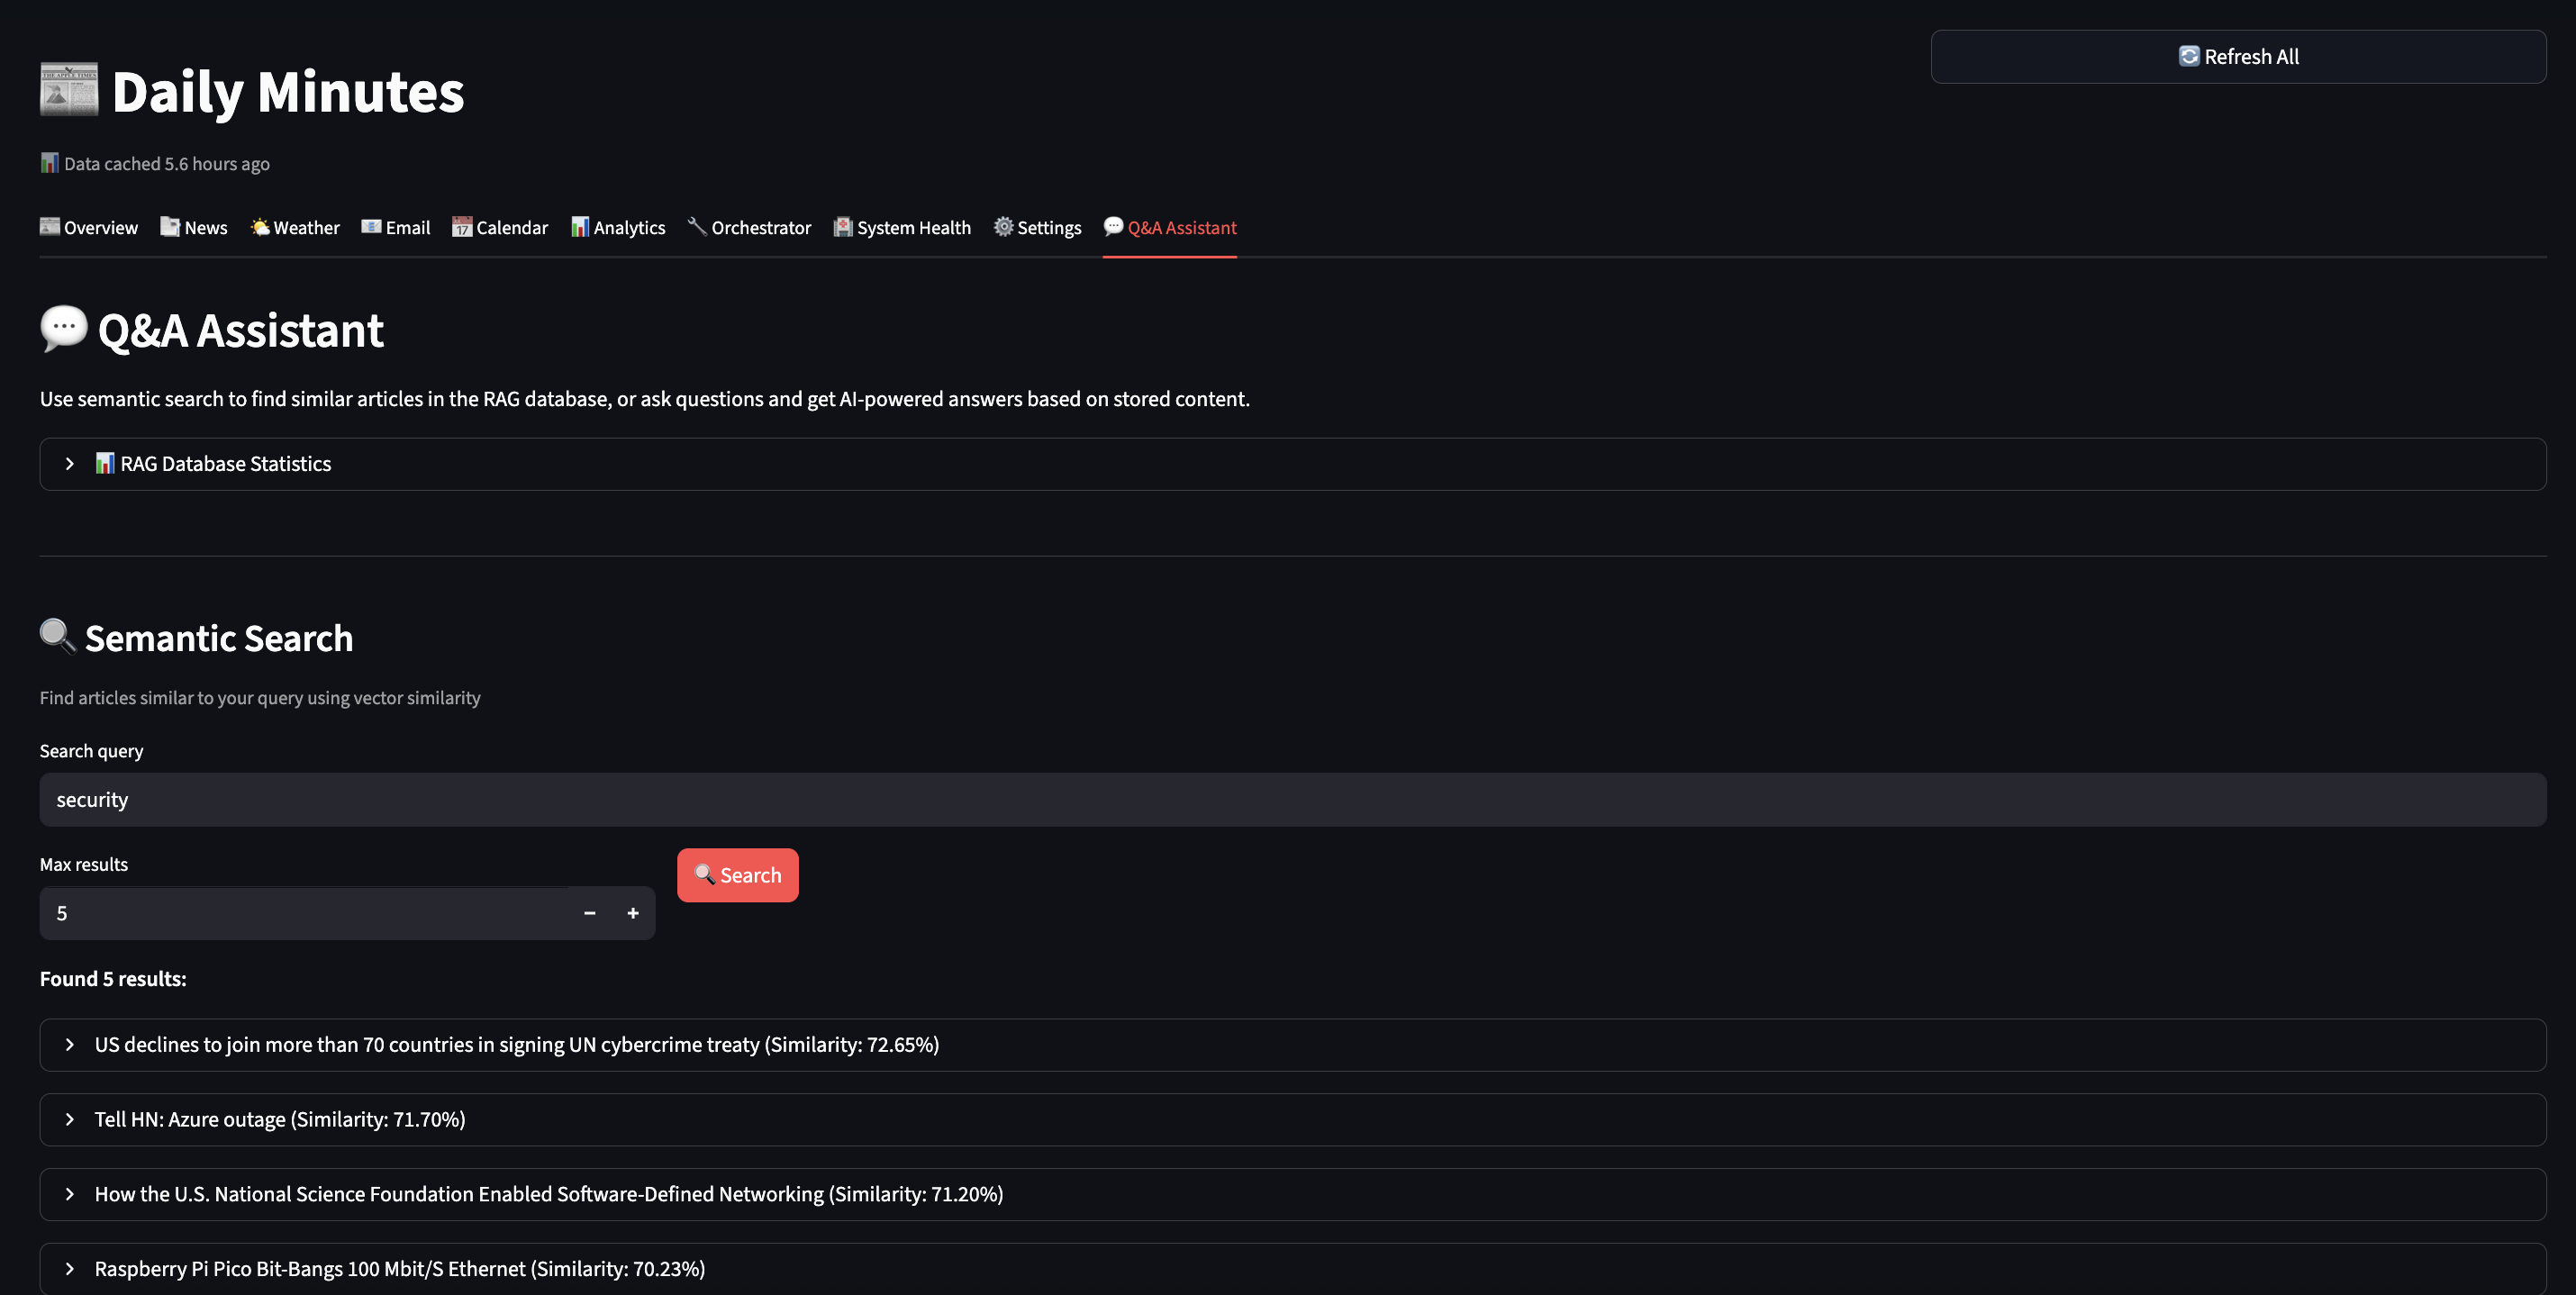 Daily Minutes
Refresh All
Data cached 5.6 hours ago
Overview News Weather Email Calendar Analytics Orchestrator System Health Settings Q&A Assistant
Q&A Assistant
Use semantic search to find similar articles in the RAG database, or ask questions and get AI-powered answers based on stored content.
RAG Database Statistics
Semantic Search
Find articles similar to your query using vector similarity
Search query
security
Max results
Search
5
Found 5 results:
US declines to join more than 70 countries in signing UN cybercrime treaty (Similarity: 72.65%)
Tell HN: Azure outage (Similarity: 71.70%)
How the U.S. National Science Foundation Enabled Software-Defined Networking (Similarity: 71.20%)
Raspberry Pi Pico Bit-Bangs 100 Mbit/S Ethernet (Similarity: 70.23%)